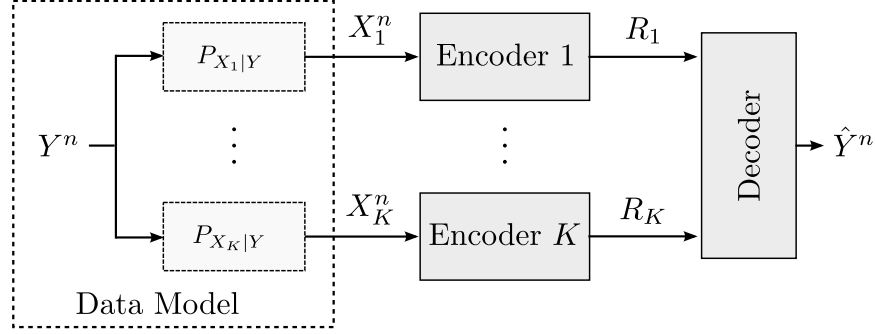 Y^n
P_{X_1|Y}
X_1^n
Encoder 1
R_1
⋮
⋮
P_{X_K|Y}
X_K^n
Encoder K
R_K
Decoder
Ŷ^n
Data Model